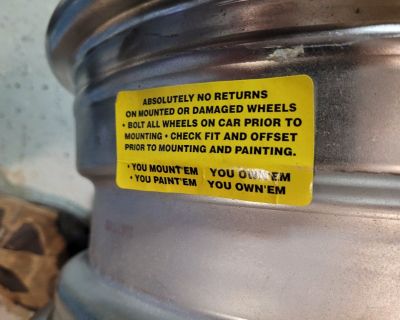 ABSOLUTELY NO RETURNS
ON MOUNTED OR DAMAGED WHEELS
• BOLT ALL WHEELS ON CAR PRIOR TO
MOUNTING • CHECK FIT AND OFFSET
PRIOR TO MOUNTING AND PAINTING.
• YOU MOUNT'EM YOU OWN'EM
• YOU PAINT'EM YOU OWN'EM